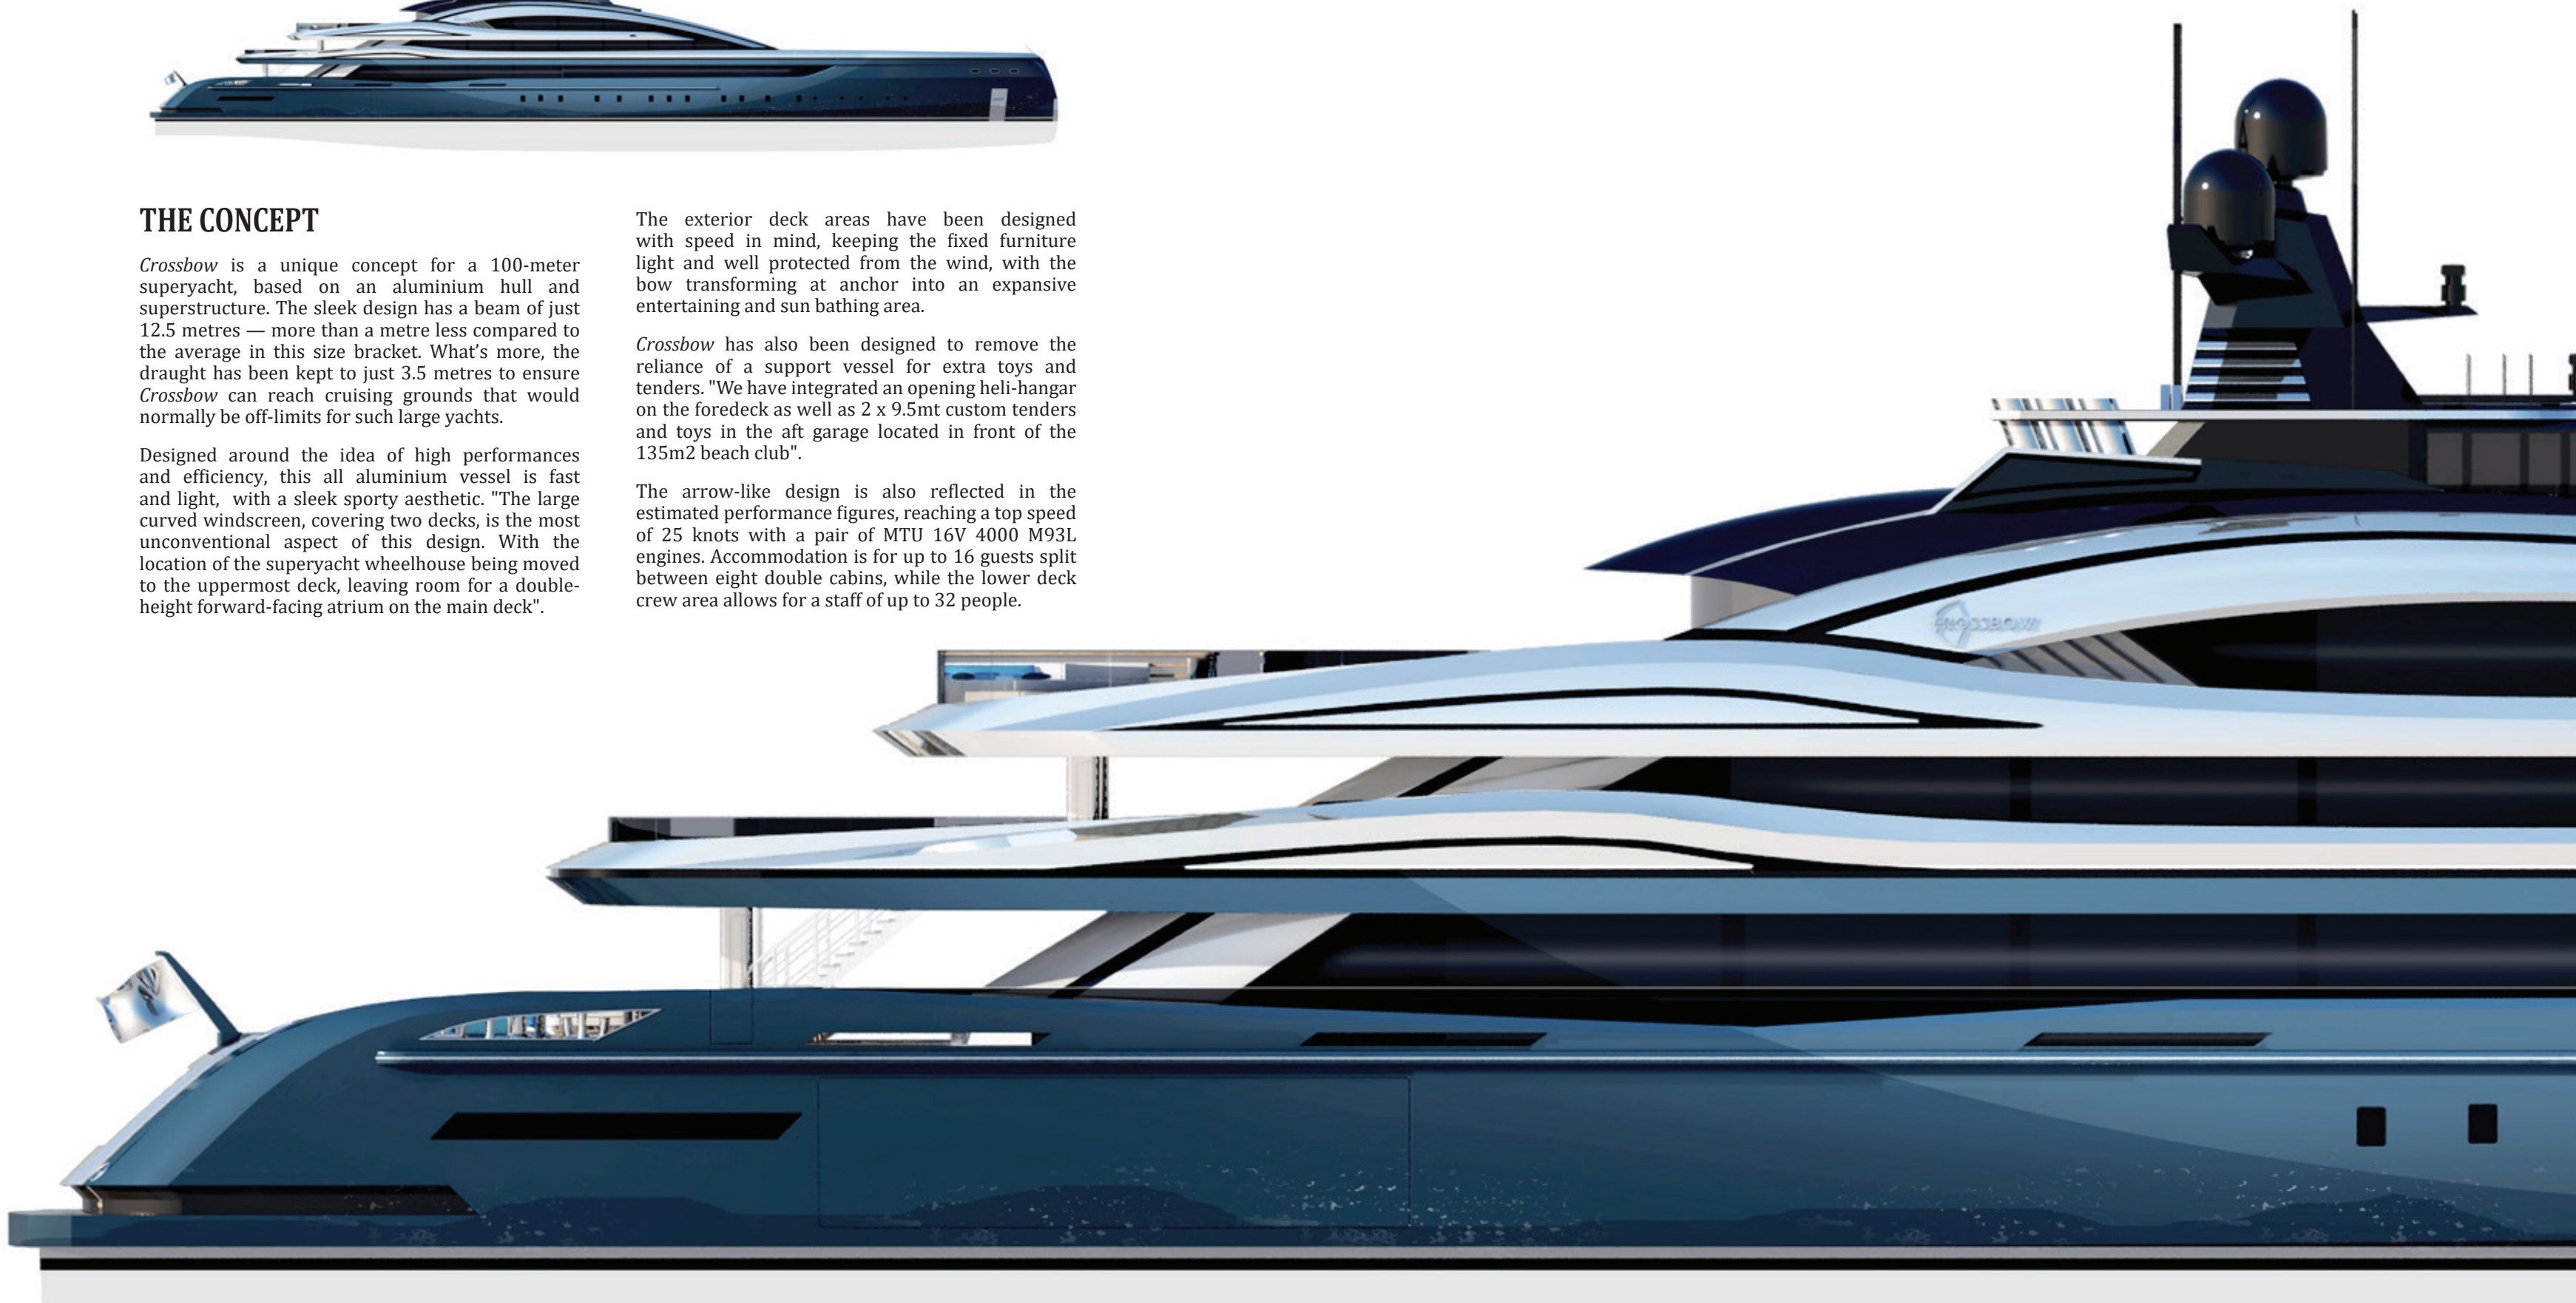 THE CONCEPT
Crossbow is a unique concept for a 100-meter
superyacht, based on an aluminium hull and
superstructure. The sleek design has a beam of just
12.5 metres — more than a metre less compared to
the average in this size bracket. What's more, the
draught has been kept to just 3.5 metres to ensure
Crossbow can reach cruising grounds that would
normally be off-limits for such large yachts.
Designed around the idea of high performances
and efficiency, this all aluminium vessel is fast
and light, with a sleek sporty aesthetic. "The large
curved windscreen, covering two decks, is the most
unconventional aspect of this design. With the
location of the superyacht wheelhouse being moved
to the uppermost deck, leaving room for a double-
height forward-facing atrium on the main deck".
The exterior deck areas have been designed
with speed in mind, keeping the fixed furniture
light and well protected from the wind, with the
bow transforming at anchor into an expansive
entertaining and sun bathing area.
Crossbow has also been designed to remove the
reliance of a support vessel for extra toys and
tenders. "We have integrated an opening heli-hangar
on the foredeck as well as 2 x 9.5mt custom tenders
and toys in the aft garage located in front of the
135m2 beach club".
The arrow-like design is also reflected in the
estimated performance figures, reaching a top speed
of 25 knots with a pair of MTU 16V 4000 M93L
engines. Accommodation is for up to 16 guests split
between eight double cabins, while the lower deck
crew area allows for a staff of up to 32 people.
CROSSBOW